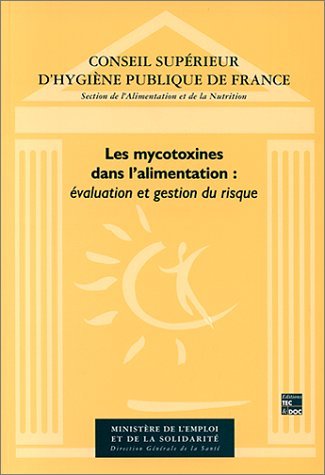 CONSEIL SUPÉRIEUR
D'HYGIÈNE PUBLIQUE DE FRANCE
Section de l'Alimentation et de la Nutrition
Les mycotoxines
dans l'alimentation :
évaluation et gestion du risque
Editions
TEC
& DOC
MINISTÈRE DE L'EMPLOI
ET DE LA SOLIDARITÉ
Direction Générale de la Santé